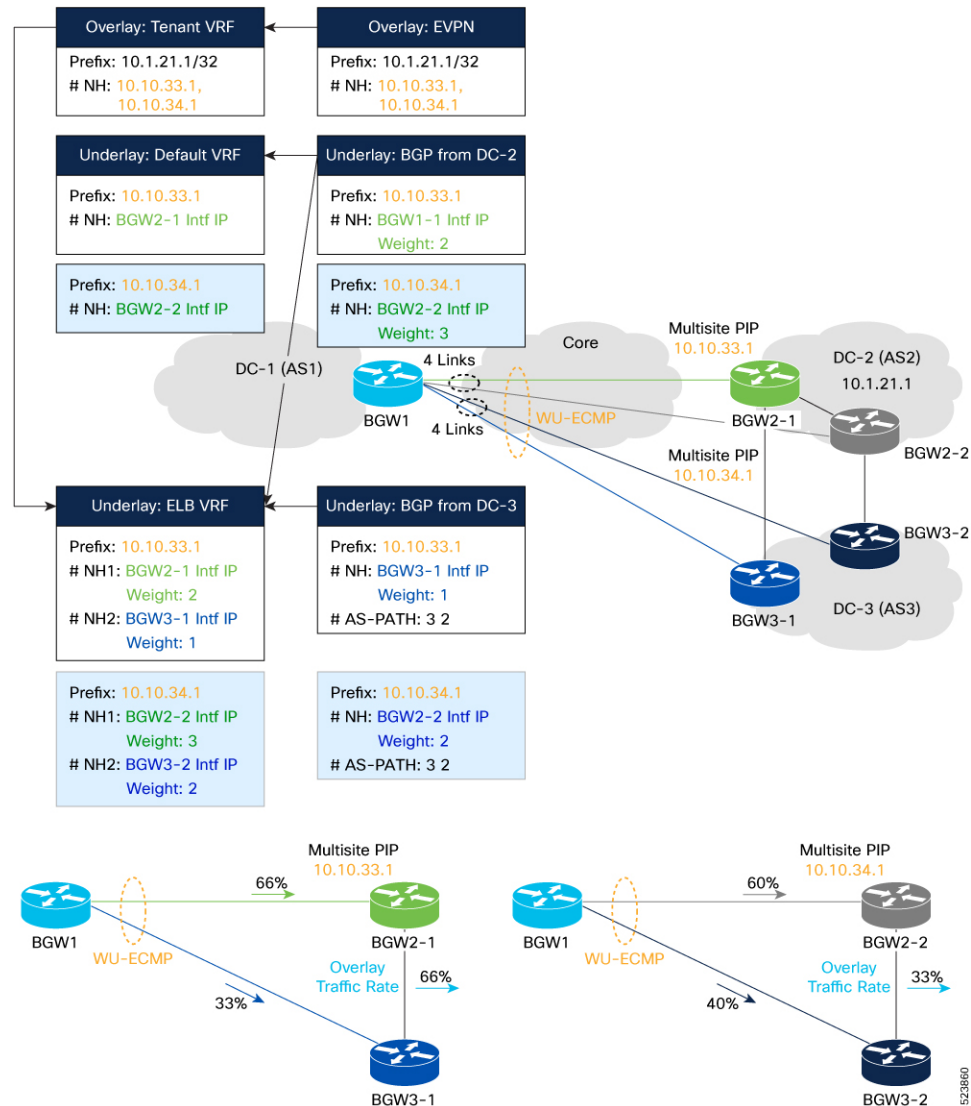 Overlay: Tenant VRF
Prefix: 10.1.21.1/32
# NH: 10.10.33.1,
10.10.34.1
Overlay: EVPN
Prefix: 10.1.21.1/32
# NH: 10.10.33.1,
10.10.34.1
Underlay: Default VRF
Prefix: 10.10.33.1
# NH: BGW2-1 Intf IP
Prefix: 10.10.34.1
# NH: BGW2-2 Intf IP
Underlay: BGP from DC-2
Prefix: 10.10.33.1
# NH: BGW1-1 Intf IP
Weight: 2
Prefix: 10.10.34.1
# NH: BGW2-2 Intf IP
Weight: 3
DC-1 (AS1)
BGW1
4 Links
4 Links
WU-ECMP
Core
Multisite PIP
10.10.33.1
BGW2-1
DC-2 (AS2)
10.1.21.1
BGW2-2
Multisite PIP
10.10.34.1
BGW3-2
BGW3-1
DC-3 (AS3)
Underlay: ELB VRF
Prefix: 10.10.33.1
# NH1: BGW2-1 Intf IP
Weight: 2
# NH2: BGW3-1 Intf IP
Weight: 1
Prefix: 10.10.34.1
# NH1: BGW2-2 Intf IP
Weight: 3
# NH2: BGW3-2 Intf IP
Weight: 2
Underlay: BGP from DC-3
Prefix: 10.10.33.1
# NH: BGW3-1 Intf IP
Weight: 1
# AS-PATH: 3 2
Prefix: 10.10.34.1
# NH: BGW2-2 Intf IP
Weight: 2
# AS-PATH: 3 2
Multisite PIP
10.10.33.1
66%
BGW1
WU-ECMP
BGW2-1
Overlay
Traffic Rate
66%
33%
BGW3-1
Multisite PIP
10.10.34.1
60%
BGW1
WU-ECMP
BGW2-2
Overlay
Traffic Rate
33%
40%
BGW3-2
523860